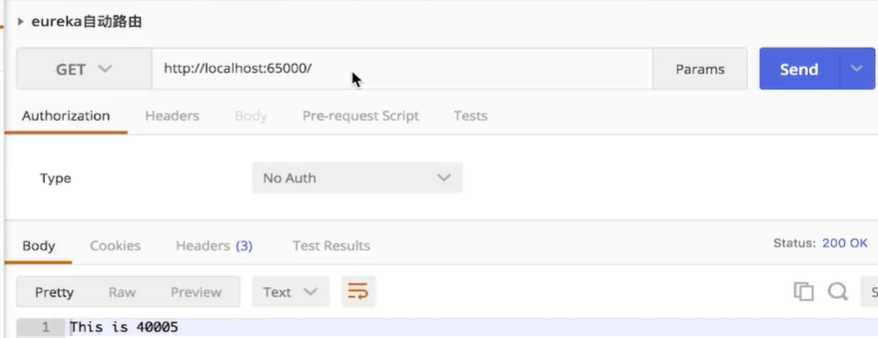 eureka自动路由
GET http://localhost:65000/ Params Send
Authorization Headers Body Pre-request Script Tests
Type No Auth
Body Cookies Headers (3) Test Results Status: 200 OK
Pretty Raw Preview Text S
1 This is 40005